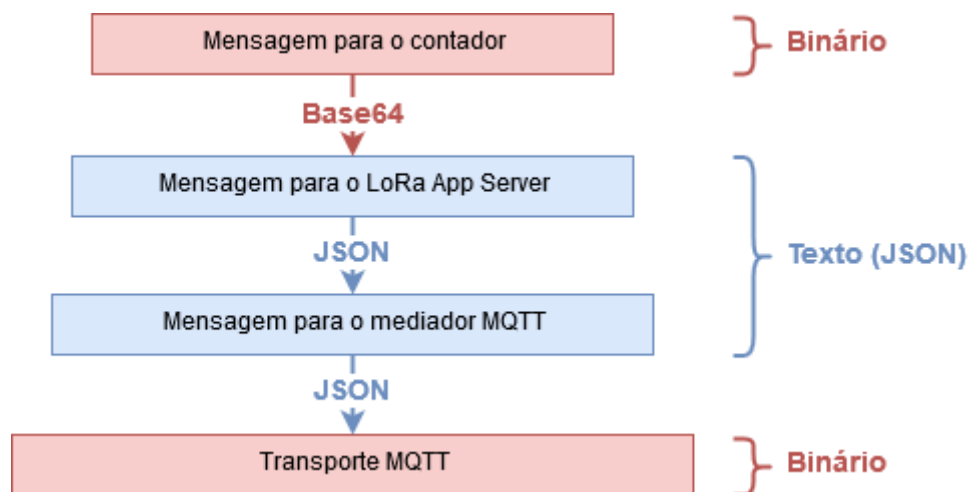 Mensagem para o contador
Binário
Base64
Mensagem para o LoRa App Server
JSON
Texto (JSON)
Mensagem para o mediador MQTT
JSON
Transporte MQTT
Binário